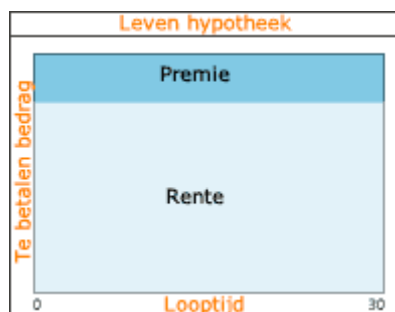 Leven hypotheek
Te betalen bedrag
Premie
Rente
0
Looptijd
30